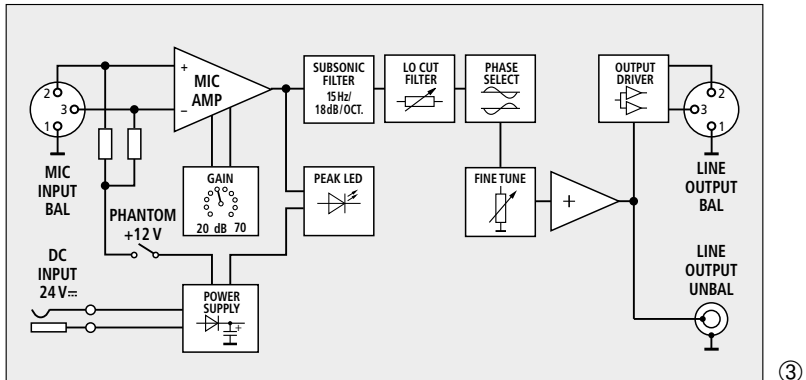 2
3
1
MIC
INPUT
BAL
+
–
MIC
AMP
SUBSONIC
FILTER
15 Hz/
18 dB/OCT.
LO CUT
FILTER
PHASE
SELECT
OUTPUT
DRIVER
2
3
1
LINE
OUTPUT
BAL
GAIN
20 dB 70
PEAK LED
FINE TUNE
+
PHANTOM
+12 V
DC
INPUT
24 V⎓
POWER
SUPPLY
+
LINE
OUTPUT
UNBAL
③